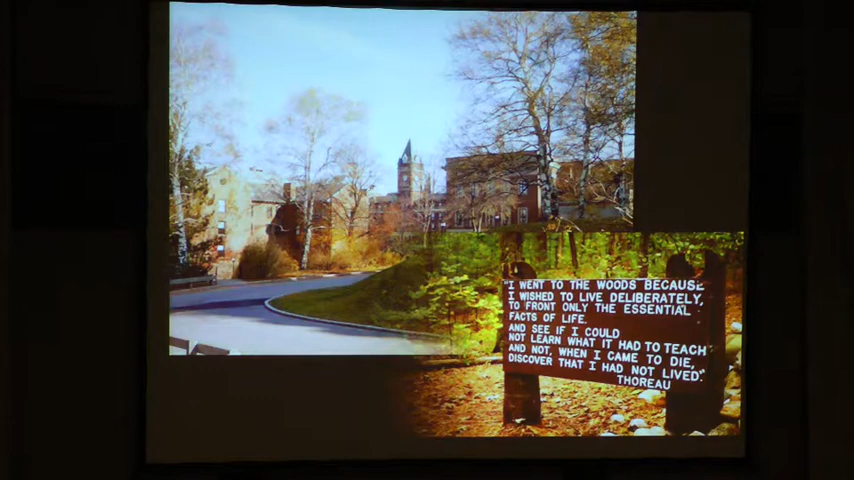 "I WENT TO THE WOODS BECAUSE
I WISHED TO LIVE DELIBERATELY,
TO FRONT ONLY THE ESSENTIAL
FACTS OF LIFE.
AND SEE IF I COULD
NOT LEARN WHAT IT HAD TO TEACH
AND NOT, WHEN I CAME TO DIE,
DISCOVER THAT I HAD NOT LIVED."
THOREAU